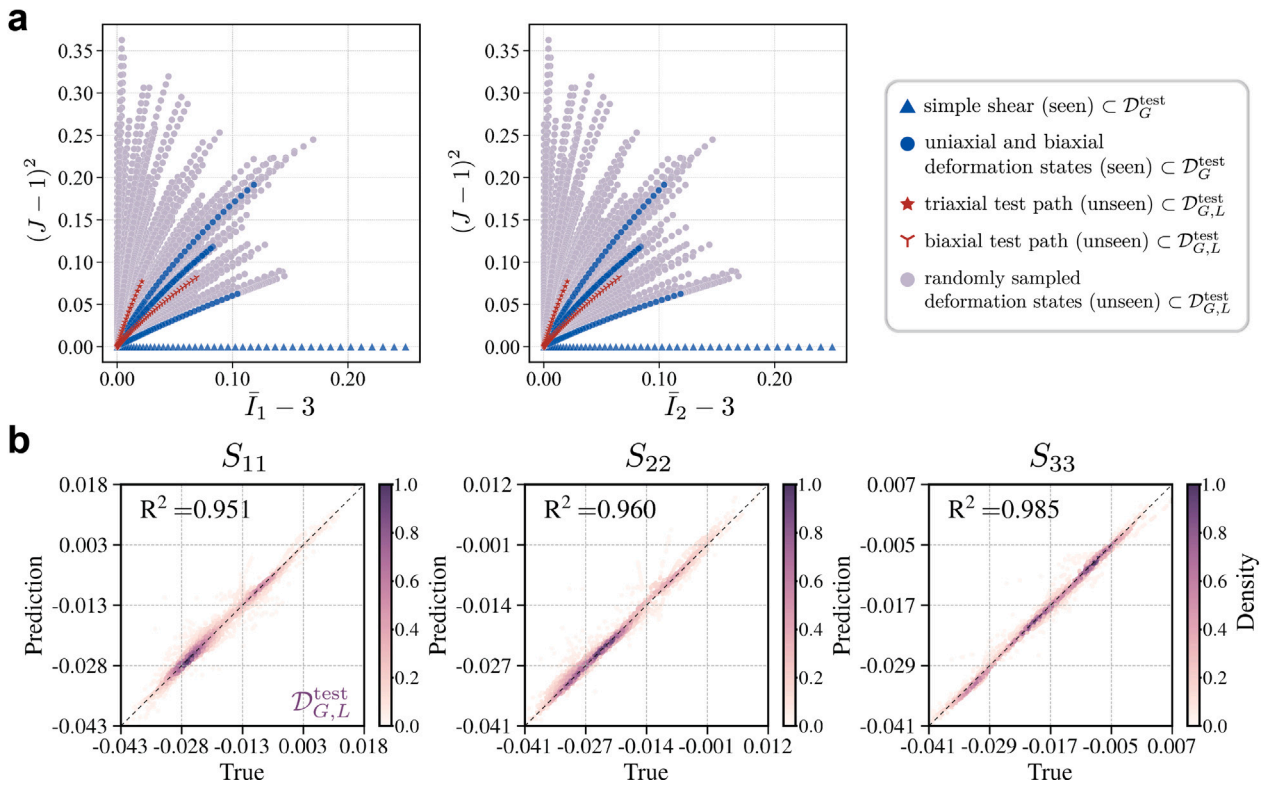 a
0.35
0.30
0.25
0.20
0.15
0.10
0.05
0.00
(J − 1)²
0.00 0.10 0.20
Ī₁ − 3
0.35
0.30
0.25
0.20
0.15
0.10
0.05
0.00
(J − 1)²
0.00 0.10 0.20
Ī₂ − 3
simple shear (seen) ⊂ 𝒟_G^test
uniaxial and biaxial
deformation states (seen) ⊂ 𝒟_G^test
triaxial test path (unseen) ⊂ 𝒟_{G,L}^test
biaxial test path (unseen) ⊂ 𝒟_{G,L}^test
randomly sampled
deformation states (unseen) ⊂ 𝒟_{G,L}^test
b
S₁₁
R² =0.951
0.018
0.003
-0.013
-0.028
-0.043
Prediction
𝒟_{G,L}^test
-0.043 -0.028 -0.013 0.003 0.018
True
1.0
0.8
0.6
0.4
0.2
0.0
S₂₂
R² =0.960
0.012
-0.001
-0.014
-0.027
-0.041
Prediction
-0.041 -0.027 -0.014 -0.001 0.012
True
1.0
0.8
0.6
0.4
0.2
0.0
S₃₃
R² =0.985
0.007
-0.005
-0.017
-0.029
-0.041
Prediction
-0.041 -0.029 -0.017 -0.005 0.007
True
1.0
0.8
0.6
0.4
0.2
0.0
Density